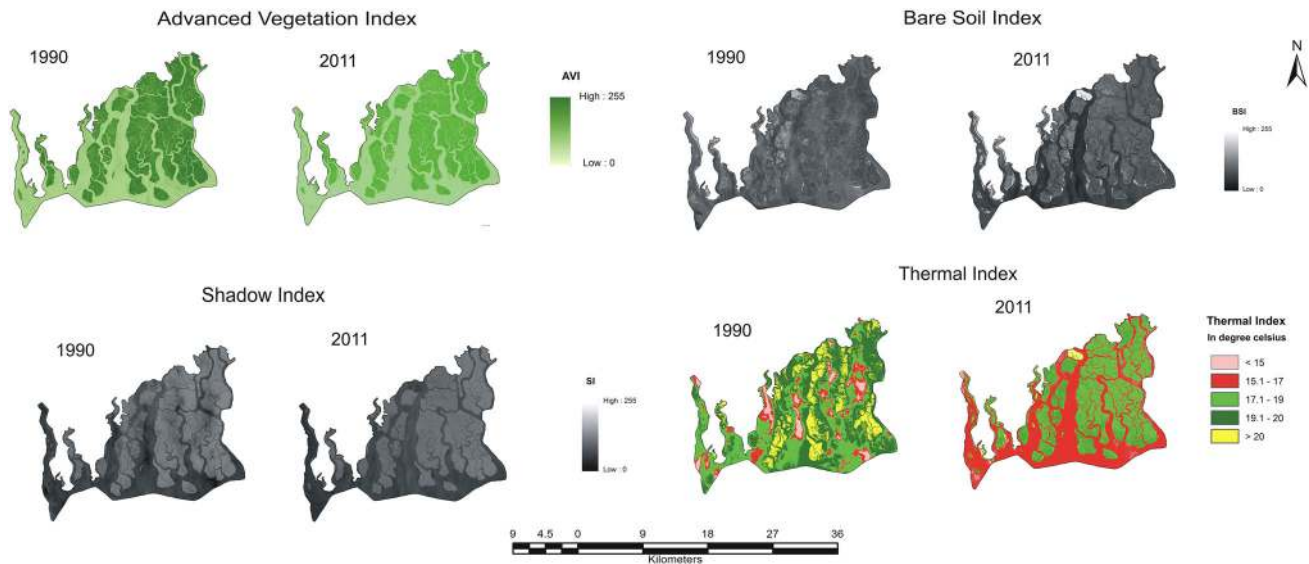 Advanced Vegetation Index
1990
2011
AVI
High : 255
Low : 0
Bare Soil Index
1990
2011
N
BSI
High : 255
Low : 0
Shadow Index
1990
2011
SI
High : 255
Low : 0
Thermal Index
1990
2011
Thermal Index
In degree celsius
< 15
15.1 - 17
17.1 - 19
19.1 - 20
> 20
9 4.5 0 9 18 27 36
Kilometers